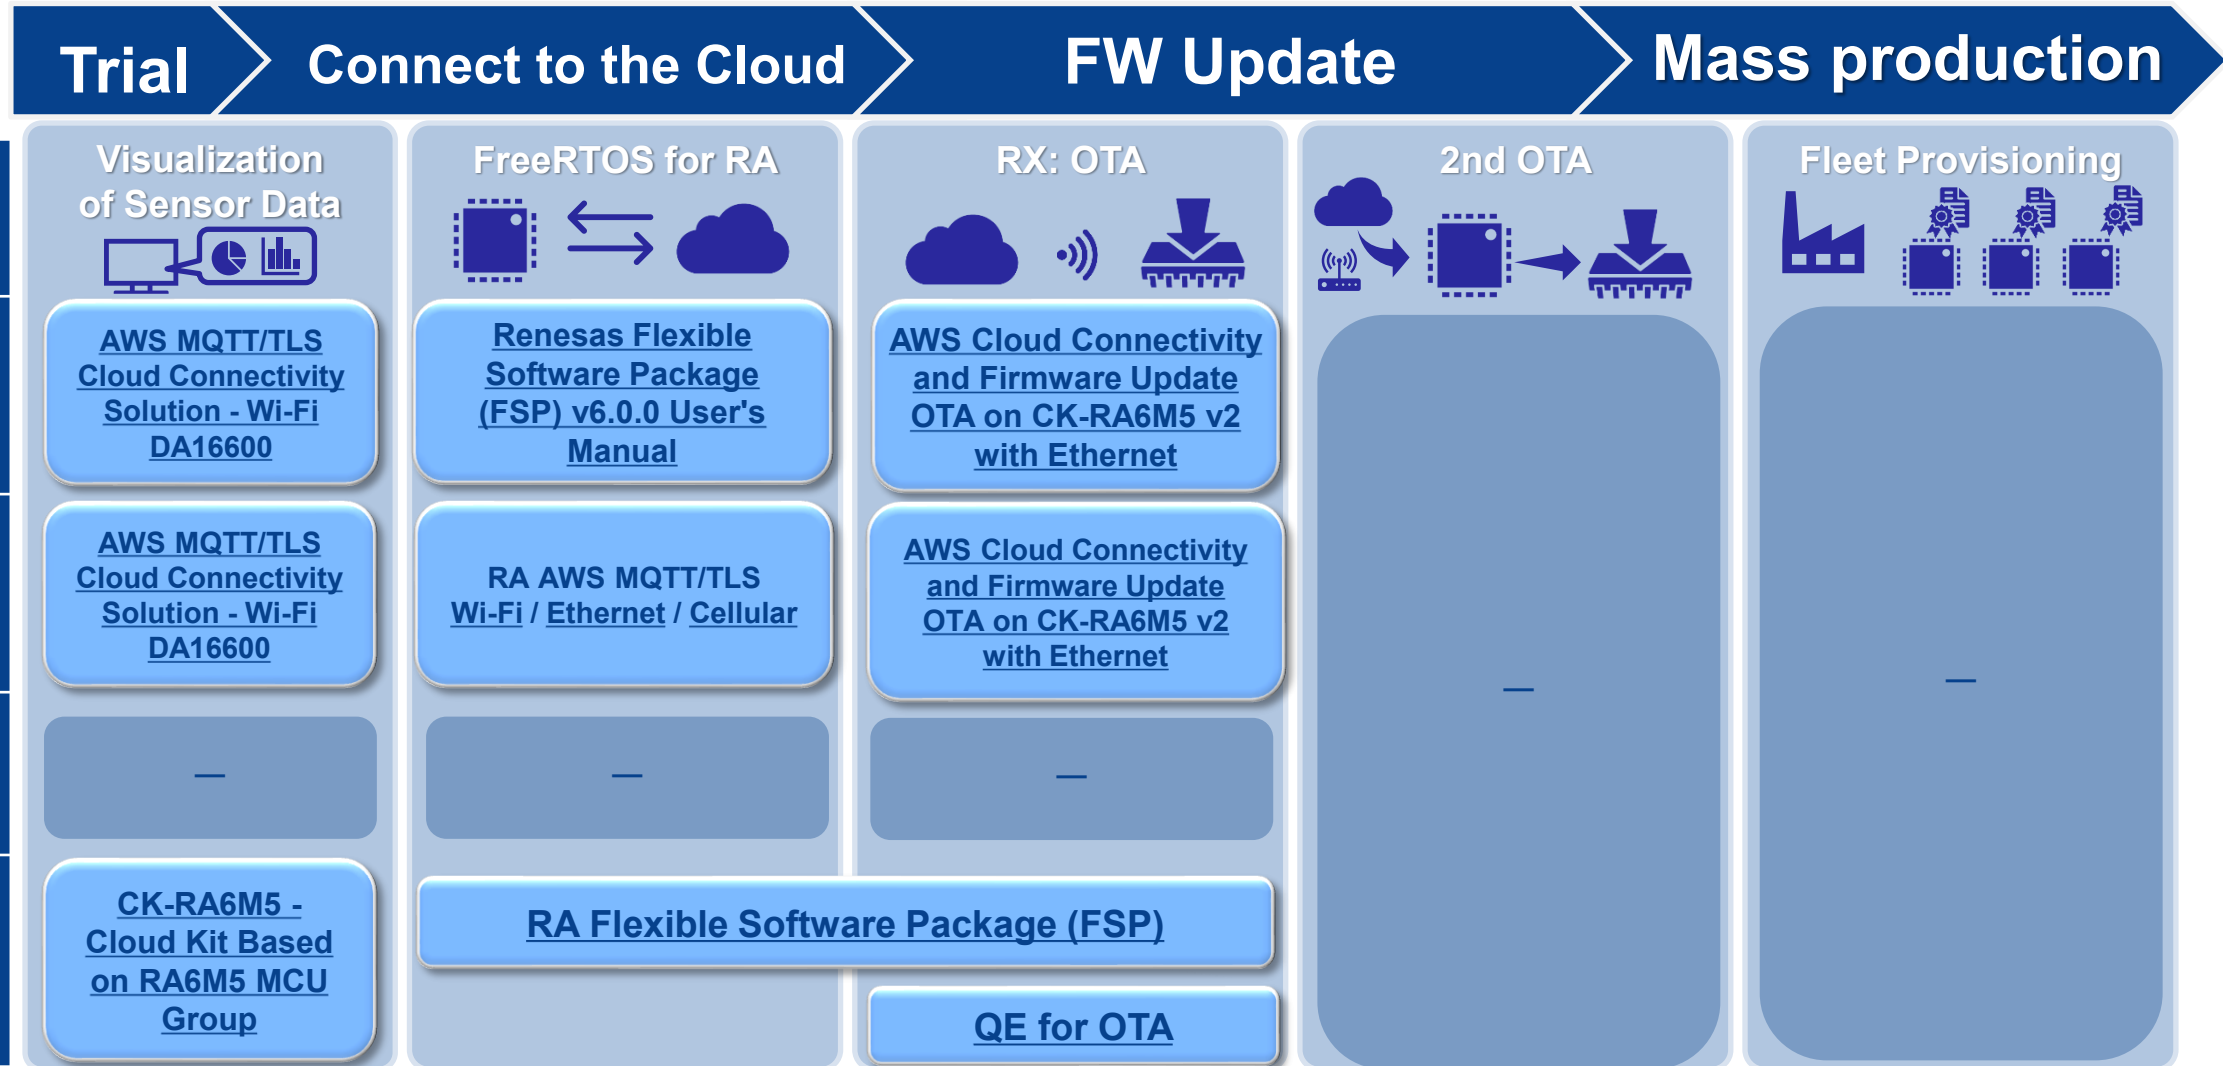 Trial
Connect to the Cloud
FW Update
Mass production
Visualization
of Sensor Data
FreeRTOS for RA
RX: OTA
2nd OTA
Fleet Provisioning
AWS MQTT/TLS
Cloud Connectivity
Solution - Wi-Fi
DA16600
Renesas Flexible
Software Package
(FSP) v6.0.0 User's
Manual
AWS Cloud Connectivity
and Firmware Update
OTA on CK-RA6M5 v2
with Ethernet
AWS MQTT/TLS
Cloud Connectivity
Solution - Wi-Fi
DA16600
RA AWS MQTT/TLS
Wi-Fi / Ethernet / Cellular
AWS Cloud Connectivity
and Firmware Update
OTA on CK-RA6M5 v2
with Ethernet
—
—
—
—
—
CK-RA6M5 -
Cloud Kit Based
on RA6M5 MCU
Group
RA Flexible Software Package (FSP)
QE for OTA